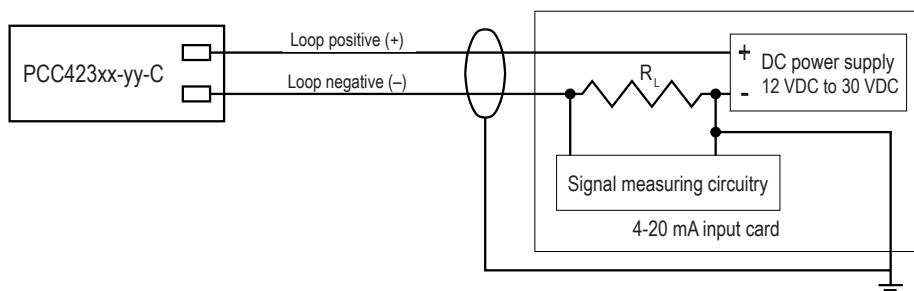 Loop positive (+)
PCC423xx-yy-C
Loop negative (–)
+
-
DC power supply
12 VDC to 30 VDC
RL
Signal measuring circuitry
4-20 mA input card